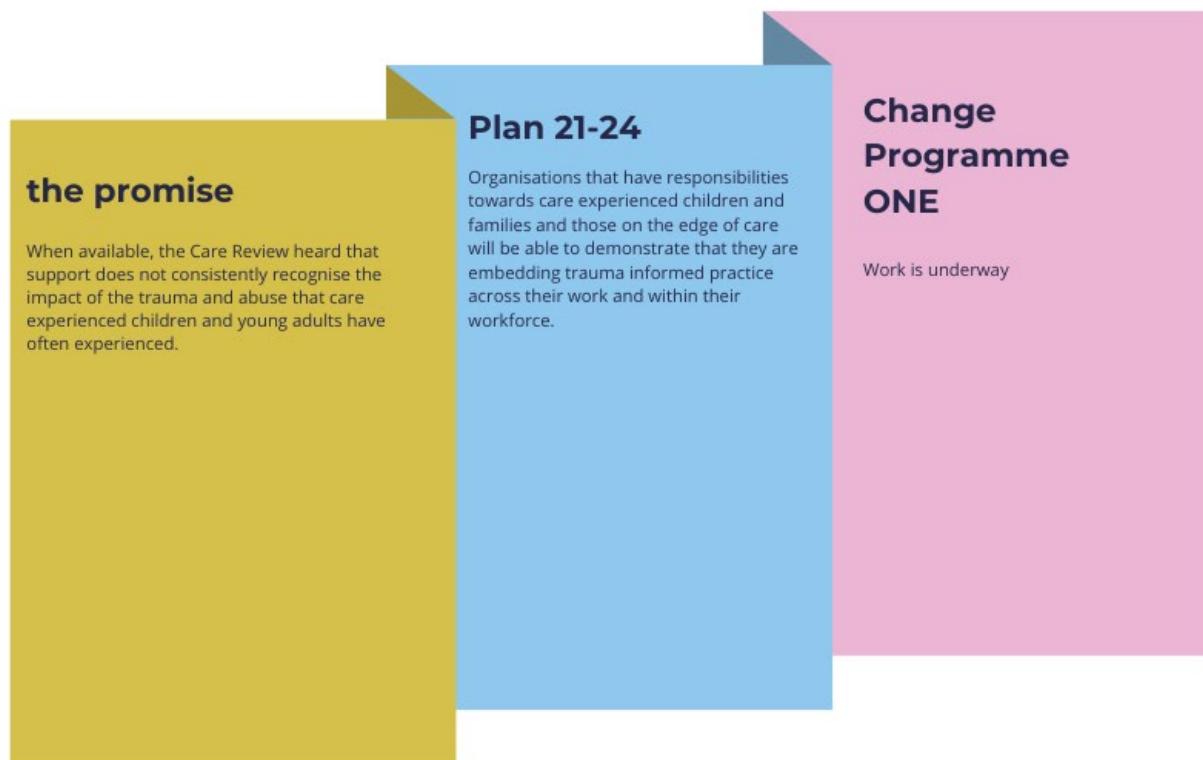 the promise
When available, the Care Review heard that
support does not consistently recognise the
impact of the trauma and abuse that care
experienced children and young adults have
often experienced.
Plan 21-24
Organisations that have responsibilities
towards care experienced children and
families and those on the edge of care
will be able to demonstrate that they are
embedding trauma informed practice
across their work and within their
workforce.
Change
Programme
ONE
Work is underway